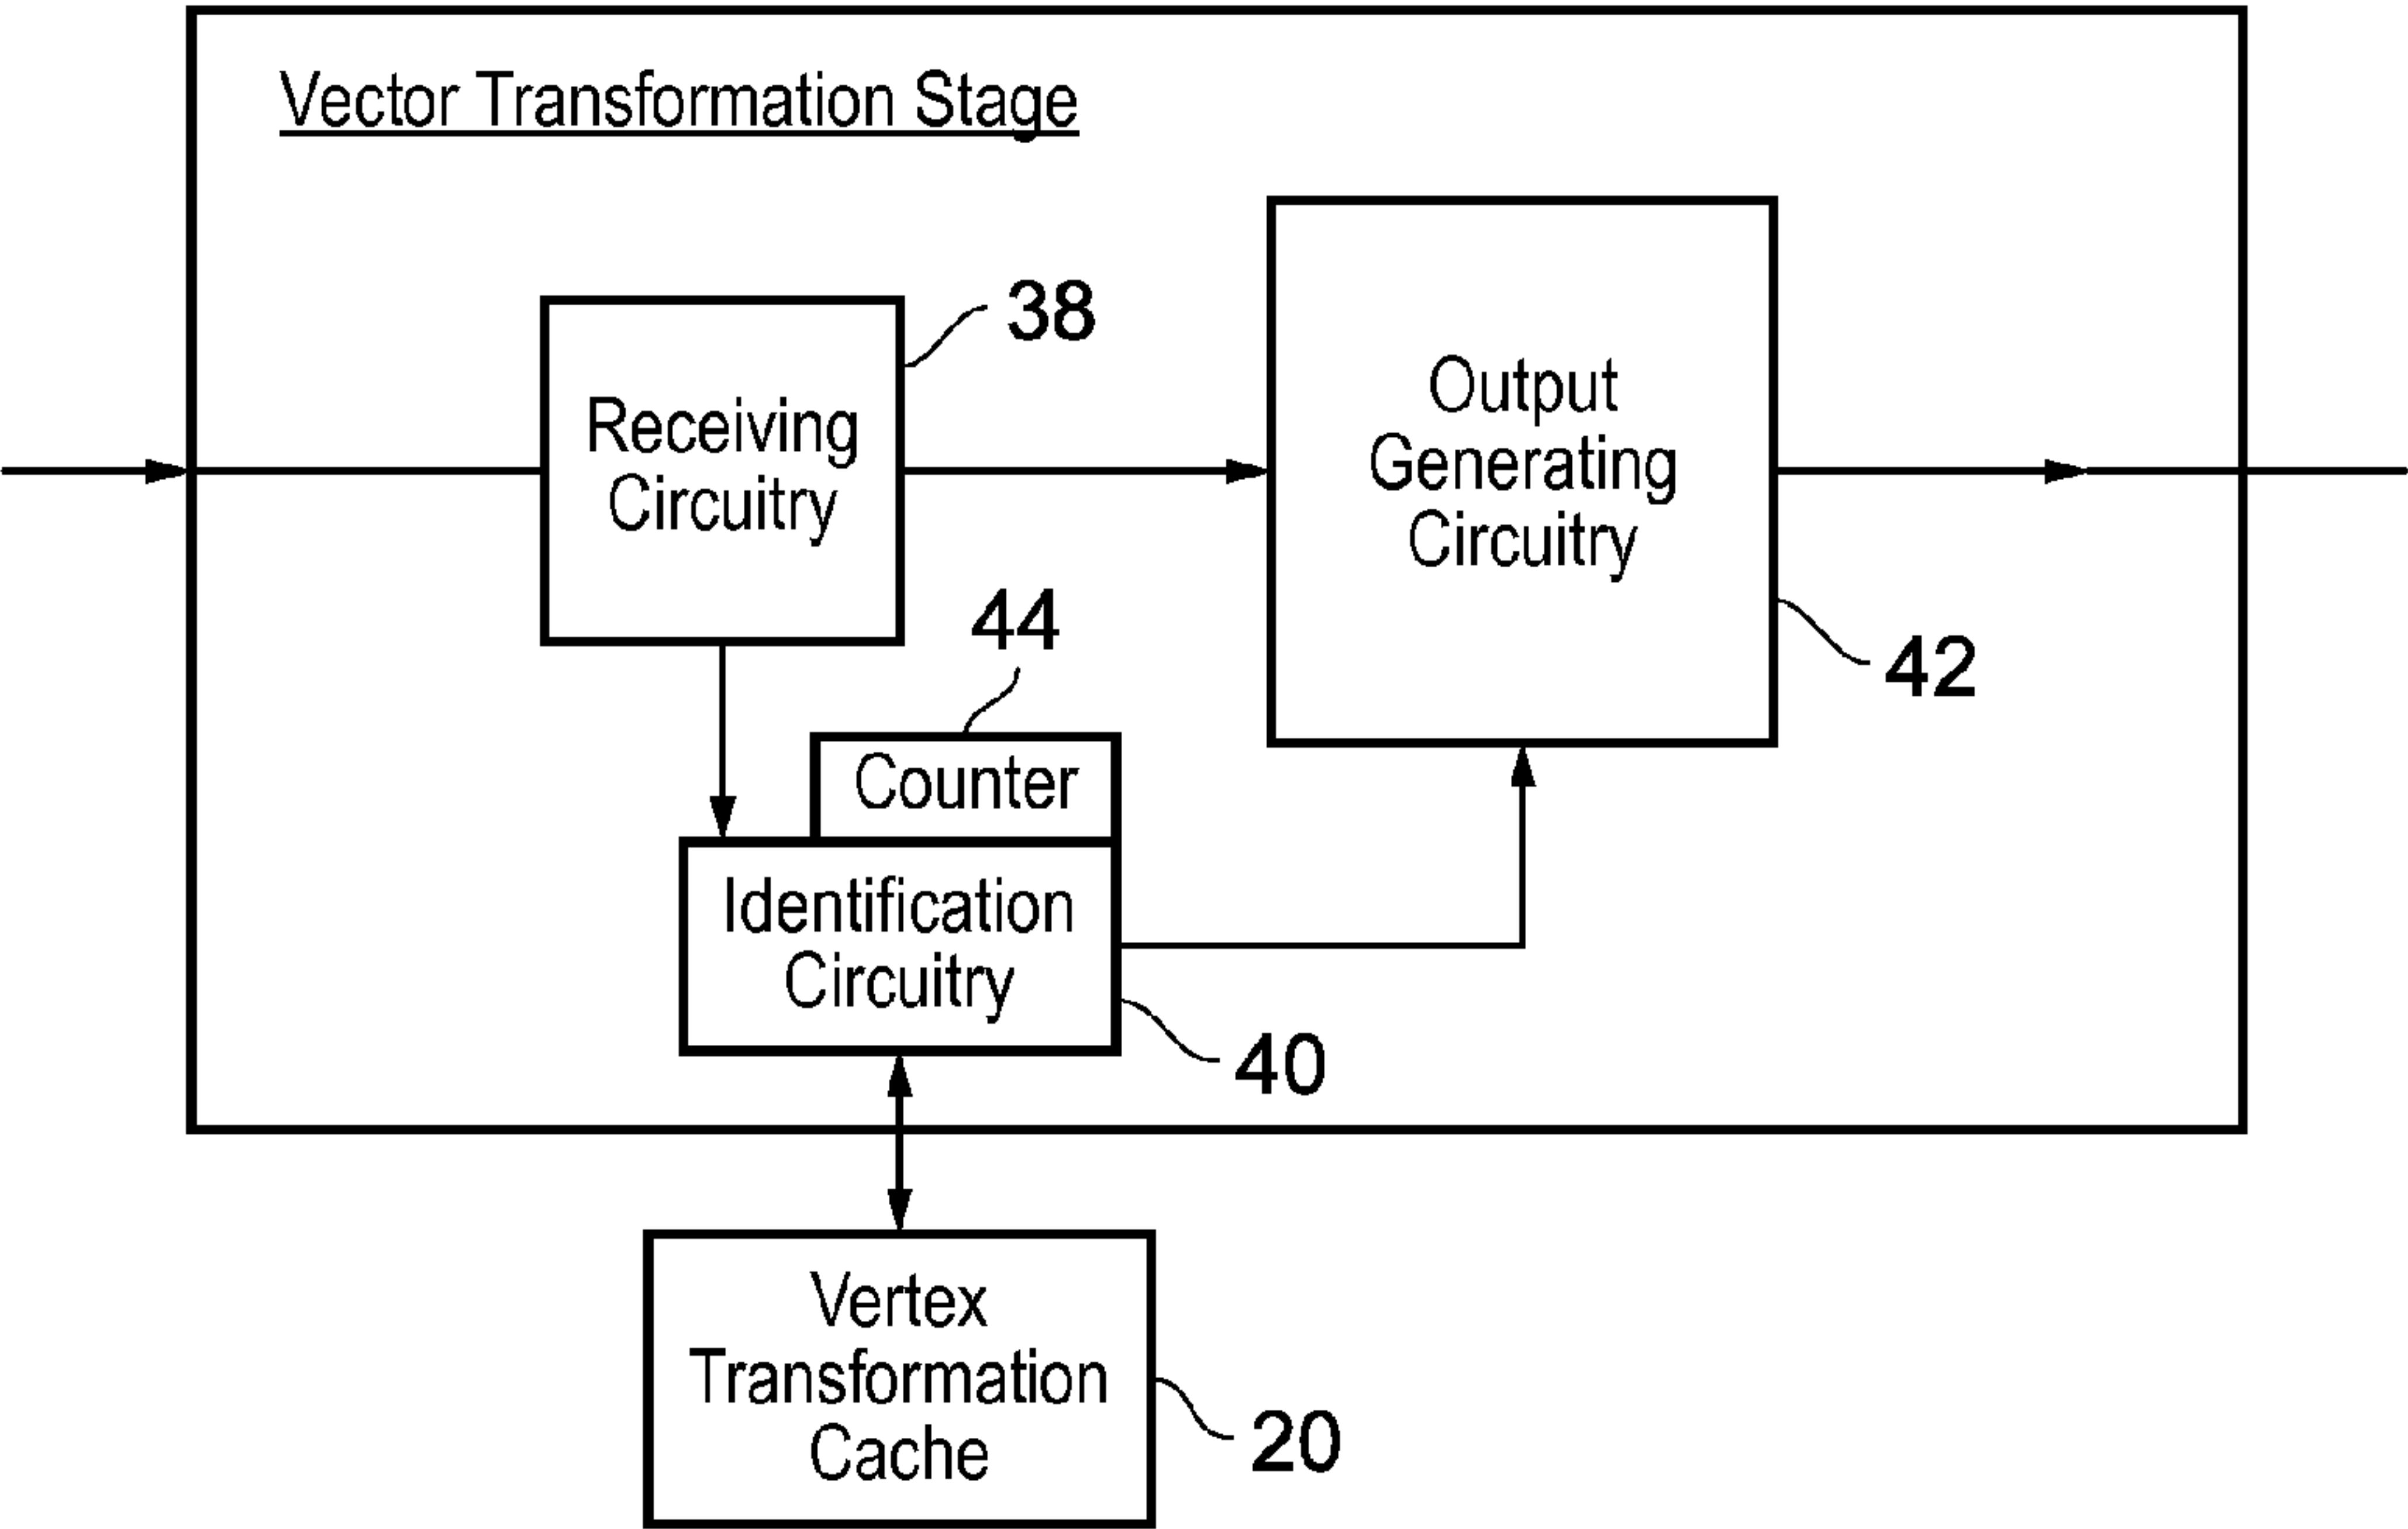 Vector Transformation Stage
38
Receiving
Circuitry
Output
Generating
Circuitry
42
44
Counter
Identification
Circuitry
40
Vertex
Transformation
Cache
20